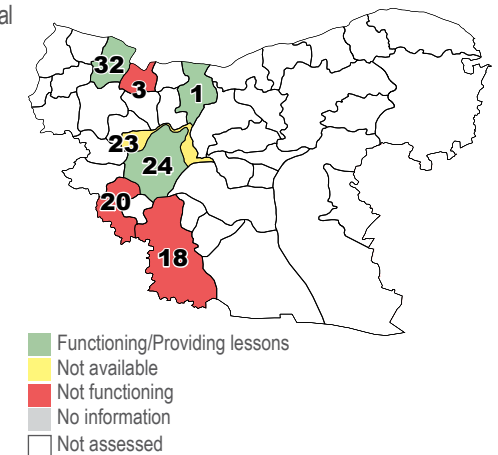 al
32
3
1
23
24
20
18
Functioning/Providing lessons
Not available
Not functioning
No information
Not assessed